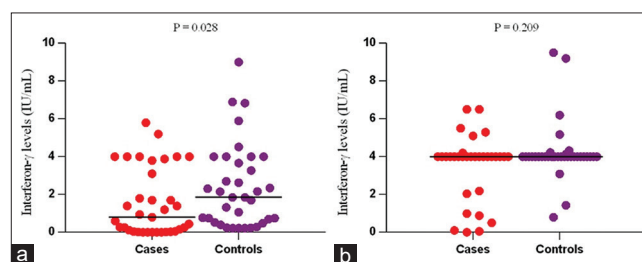 P = 0.028
Interferon-γ levels (IU/mL)
10
8
6
4
2
0
Cases Controls
a
P = 0.209
Interferon-γ levels (IU/mL)
10
8
6
4
2
0
Cases Controls
b